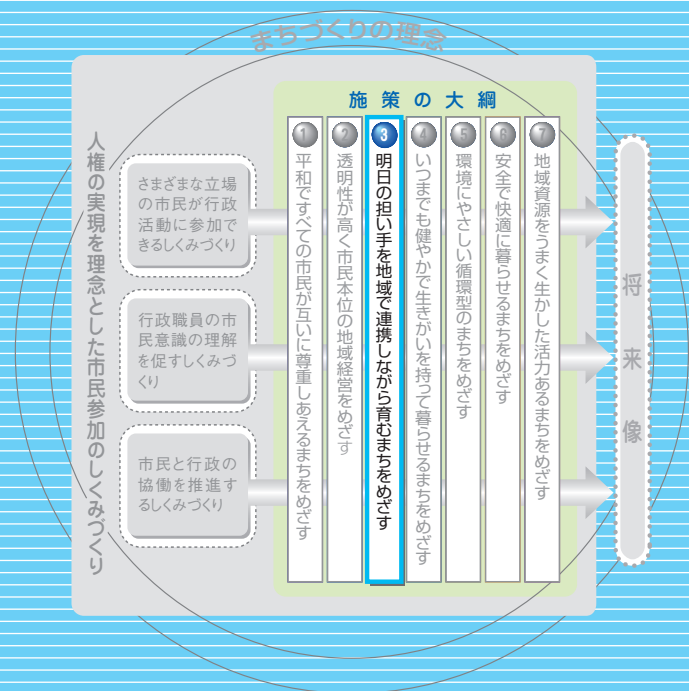 まちづくりの理念
施策の大綱
人権の実現を理念とした市民参加のしくみづくり
さまざまな立場
の市民が行政
活動に参加で
きるしくみづくり
行政職員の市
民意識の理解
を促すしくみづ
くり
市民と行政の
協働を推進す
るしくみづくり
1
平和ですべての市民が互いに尊重しあえるまちをめざす
2
透明性が高く市民本位の地域経営をめざす
3
明日の担い手を地域で連携しながら育むまちをめざす
4
いつまでも健やかで生きがいを持って暮らせるまちをめざす
5
環境にやさしい循環型のまちをめざす
6
安全で快適に暮らせるまちをめざす
7
地域資源をうまく生かした活力あるまちをめざす
将来像